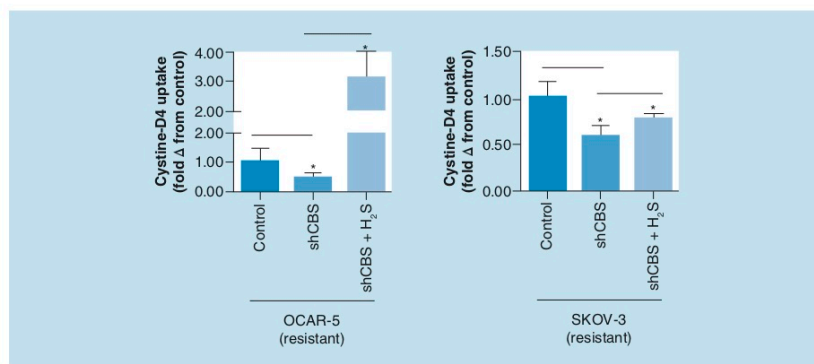 Cystine-D4 uptake
(fold Δ from control)
4.00
3.00
2.00
2.00
1.00
0.00
*
*
Control
shCBS
shCBS + H₂S
OCAR-5
(resistant)
Cystine-D4 uptake
(fold Δ from control)
1.50
1.00
0.50
0.00
*
*
Control
shCBS
shCBS + H₂S
SKOV-3
(resistant)